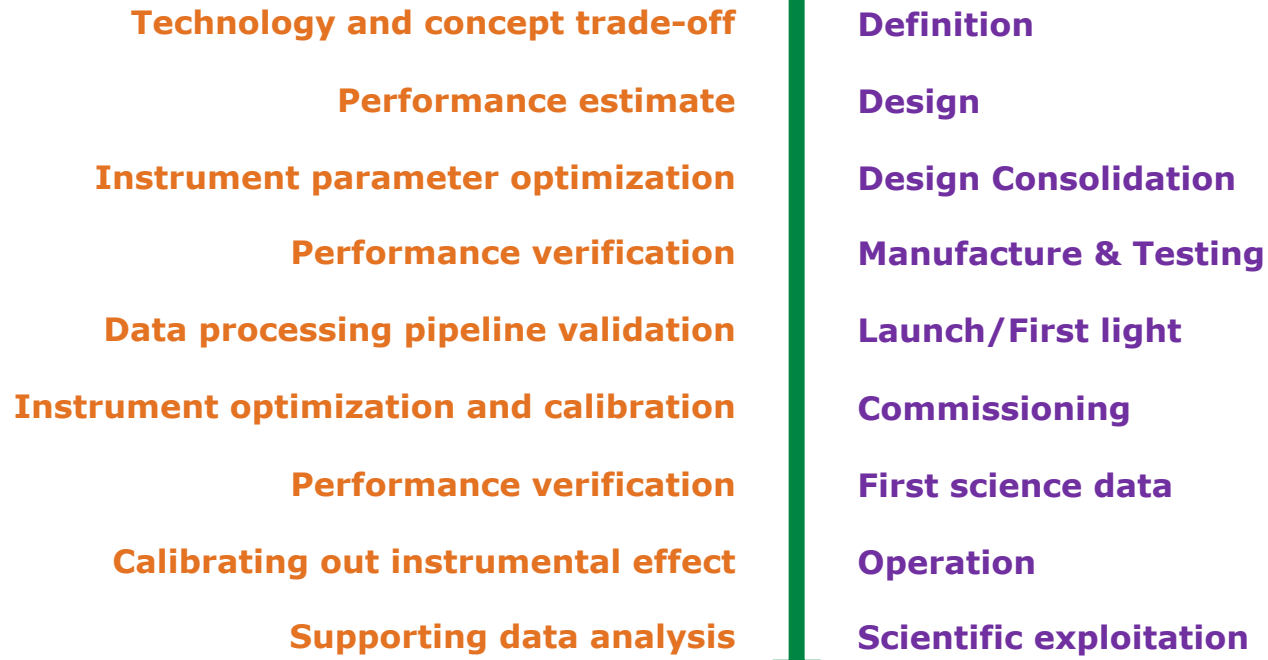 Technology and concept trade-off Definition
Performance estimate Design
Instrument parameter optimization Design Consolidation
Performance verification Manufacture & Testing
Data processing pipeline validation Launch/First light
Instrument optimization and calibration Commissioning
Performance verification First science data
Calibrating out instrumental effect Operation
Supporting data analysis Scientific exploitation